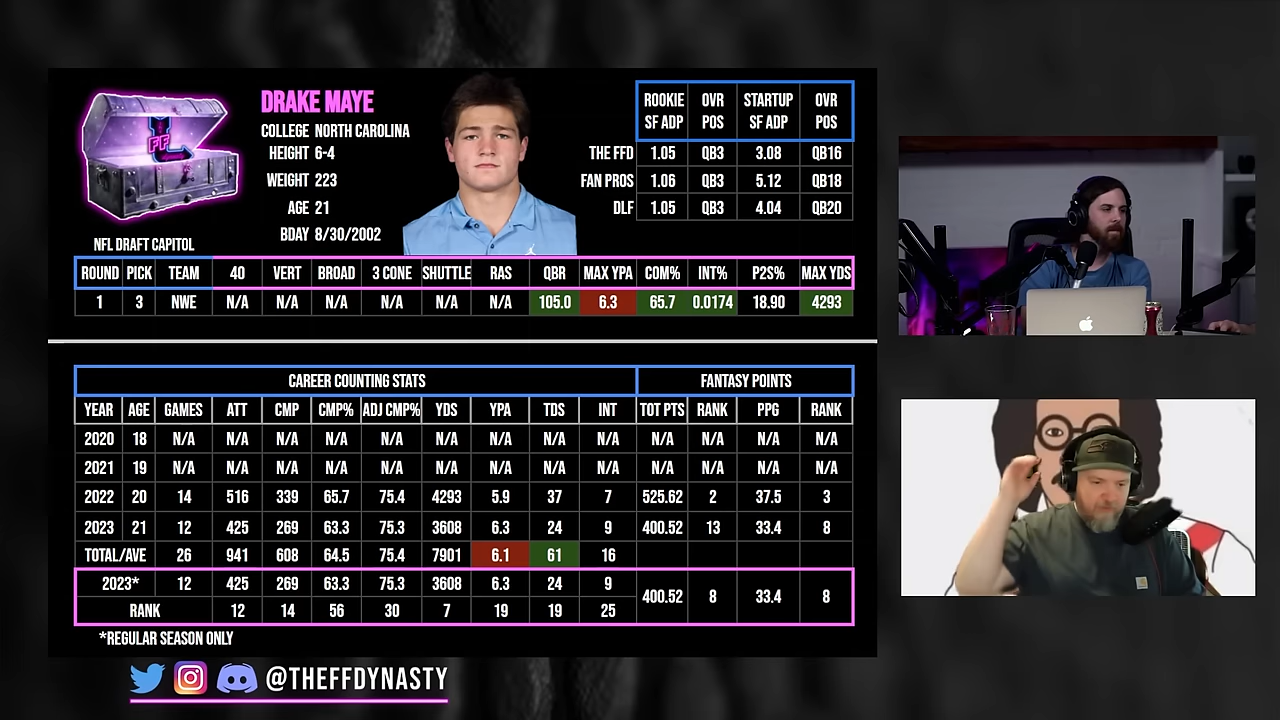 DRAKE MAYE
COLLEGE NORTH CAROLINA
HEIGHT 6-4
WEIGHT 223
AGE 21
BDAY 8/30/2002
FF
NFL DRAFT CAPITOL
ROOKIE SF ADP OVR POS STARTUP SF ADP OVR POS
THE FFD 1.05 QB3 3.08 QB16
FAN PROS 1.06 QB3 5.12 QB18
DLF 1.05 QB3 4.04 QB20
ROUND PICK TEAM 40 VERT BROAD 3 CONE SHUTTLE RAS QBR MAX YPA COM% INT% P2S% MAX YDS
1 3 NWE N/A N/A N/A N/A N/A N/A 105.0 6.3 65.7 0.0174 18.90 4293
CAREER COUNTING STATS FANTASY POINTS
YEAR AGE GAMES ATT CMP CMP% ADJ CMP% YDS YPA TDS INT TOT PTS RANK PPG RANK
2020 18 N/A N/A N/A N/A N/A N/A N/A N/A N/A N/A N/A N/A N/A
2021 19 N/A N/A N/A N/A N/A N/A N/A N/A N/A N/A N/A N/A N/A
2022 20 14 516 339 65.7 75.4 4293 5.9 37 7 525.62 2 37.5 3
2023 21 12 425 269 63.3 75.3 3608 6.3 24 9 400.52 13 33.4 8
TOTAL/AVE 26 941 608 64.5 75.4 7901 6.1 61 16
2023* 12 425 269 63.3 75.3 3608 6.3 24 9 400.52 8 33.4 8
RANK 12 14 56 30 7 19 19 25
*REGULAR SEASON ONLY
@THEFFDYNASTY